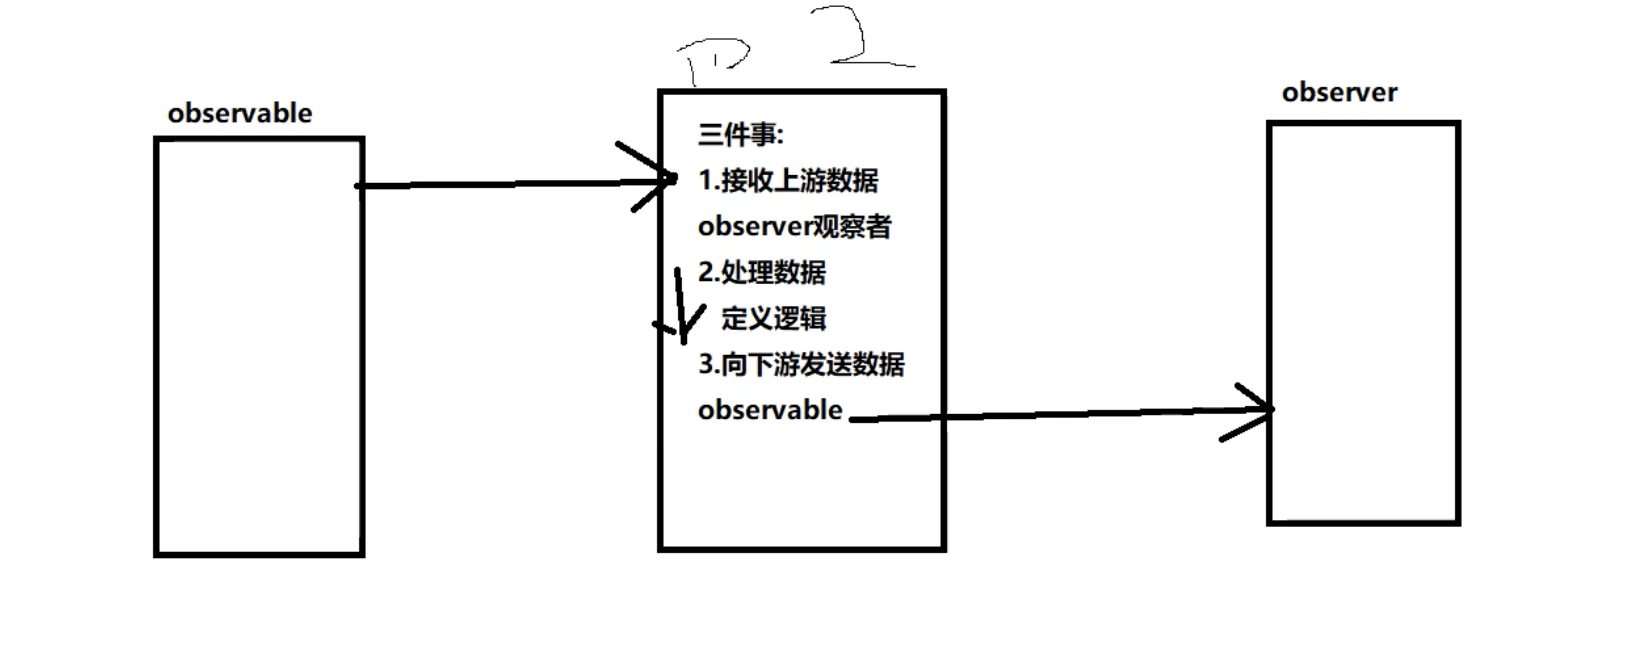 observable
三件事:
1.接收上游数据
observer观察者
2.处理数据
定义逻辑
3.向下游发送数据
observable
observer